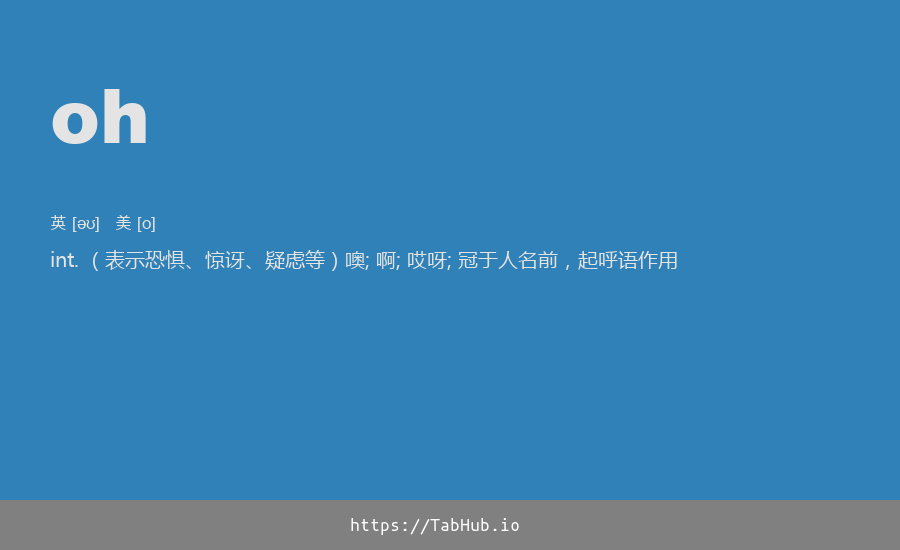 oh
英 [əʊ] 美 [o]
int. （表示恐惧、惊讶、疑虑等）噢; 啊; 哎呀; 冠于人名前，起呼语作用
https://TabHub.io